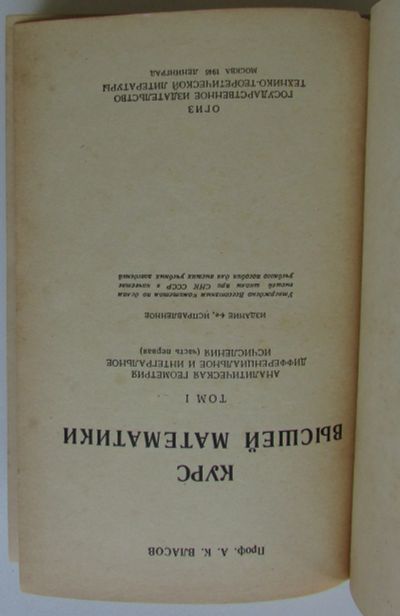 Проф. А. К. ВЛАСОВ
КУРС
ВЫСШЕЙ МАТЕМАТИКИ
ТОМ I
АНАЛИТИЧЕСКАЯ ГЕОМЕТРИЯ
ДИФФЕРЕНЦИАЛЬНОЕ И ИНТЕГРАЛЬНОЕ
ИСЧИСЛЕНИЯ (часть первая)
ИЗДАНИЕ 4-е, ИСПРАВЛЕННОЕ
Утверждено Всесоюзным Комитетом по делам
высшей школы при СНК СССР в качестве
учебного пособия для высших учебных заведений
ОГИЗ
ГОСУДАРСТВЕННОЕ ИЗДАТЕЛЬСТВО
ТЕХНИКО-ТЕОРЕТИЧЕСКОЙ ЛИТЕРАТУРЫ
МОСКВА 1945 ЛЕНИНГРАД